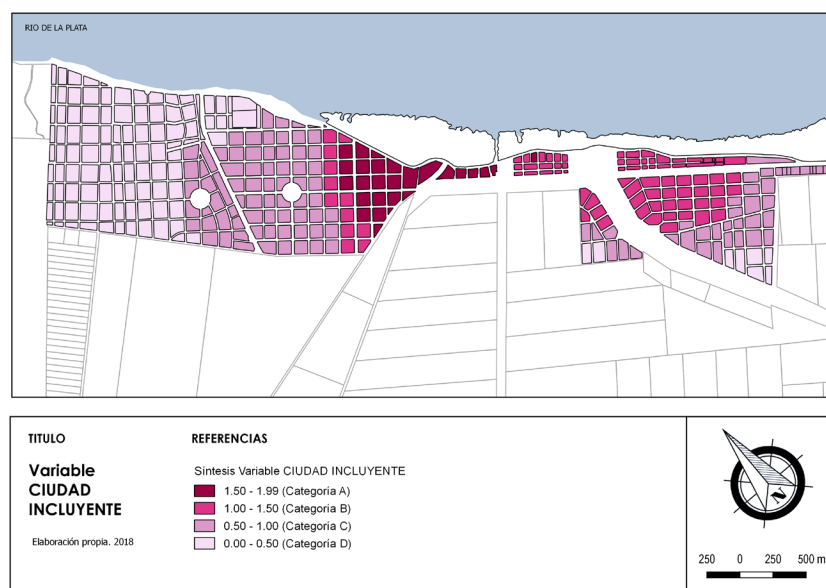 RIO DE LA PLATA
TITULO
Variable
CIUDAD
INCLUYENTE
Elaboración propia. 2018
REFERENCIAS
Sintesis Variable CIUDAD INCLUYENTE
1.50 - 1.99 (Categoría A)
1.00 - 1.50 (Categoría B)
0.50 - 1.00 (Categoría C)
0.00 - 0.50 (Categoría D)
N
250 0 250 500 m